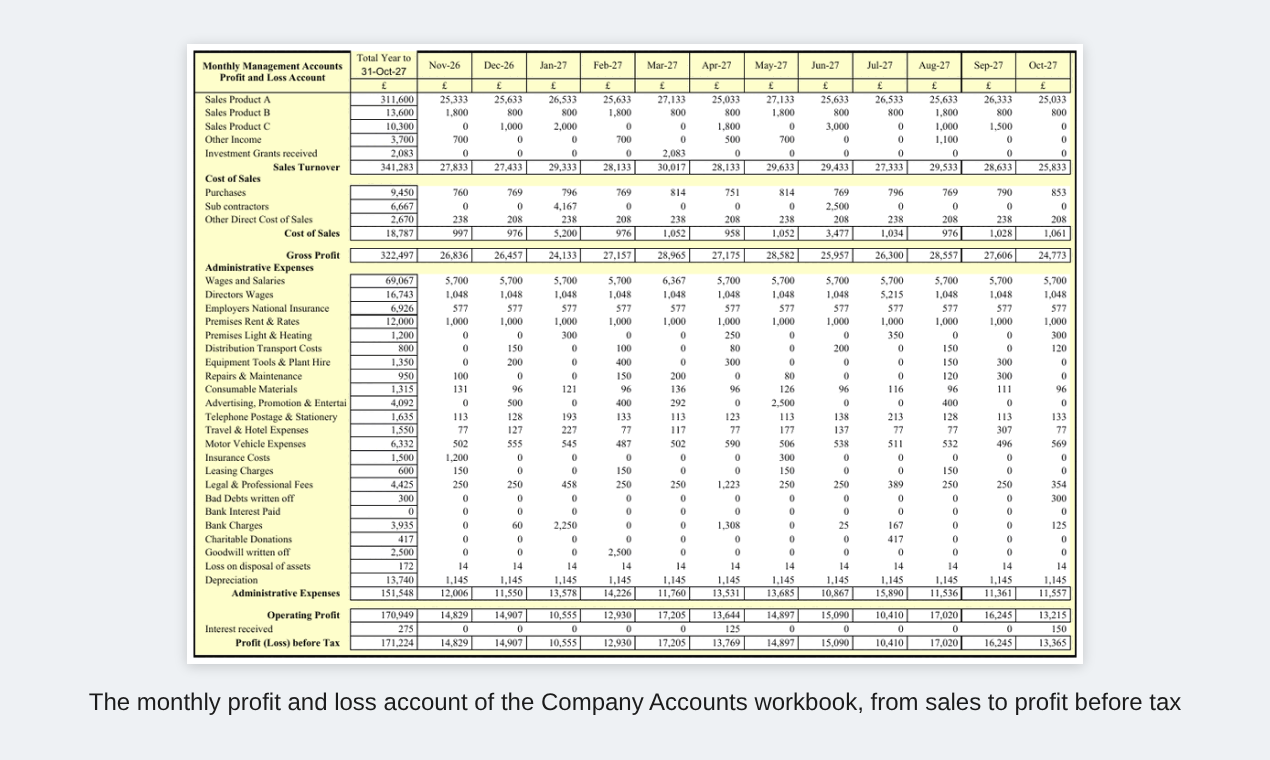 Monthly Management Accounts Total Year to Nov-26 Dec-26 Jan-27 Feb-27 Mar-27 Apr-27 May-27 Jun-27 Jul-27 Aug-27 Sep-27 Oct-27
Profit and Loss Account 31-Oct-27
£ £ £ £ £ £ £ £ £ £ £ £ £
Sales Product A 311,600 25,333 25,633 26,533 25,633 27,133 25,033 27,133 25,633 26,533 25,633 26,333 25,033
Sales Product B 13,600 1,800 800 800 1,800 800 800 1,800 800 800 1,800 800 800
Sales Product C 10,300 0 1,000 2,000 0 0 1,800 0 3,000 0 1,000 1,500 0
Other Income 3,700 700 0 0 700 0 500 700 0 0 1,100 0 0
Investment Grants received 2,083 0 0 0 0 2,083 0 0 0 0 0 0 0
Sales Turnover 341,283 27,833 27,433 29,333 28,133 30,017 28,133 29,633 29,433 27,333 29,533 28,633 25,833
Cost of Sales
Purchases 9,450 760 769 796 769 814 751 814 769 796 769 790 853
Sub contractors 6,667 0 0 4,167 0 0 0 0 2,500 0 0 0 0
Other Direct Cost of Sales 2,670 238 208 238 208 238 208 238 208 238 208 238 208
Cost of Sales 18,787 997 976 5,200 976 1,052 958 1,052 3,477 1,034 976 1,028 1,061
Gross Profit 322,497 26,836 26,457 24,133 27,157 28,965 27,175 28,582 25,957 26,300 28,557 27,606 24,773
Administrative Expenses
Wages and Salaries 69,067 5,700 5,700 5,700 5,700 6,367 5,700 5,700 5,700 5,700 5,700 5,700 5,700
Directors Wages 16,743 1,048 1,048 1,048 1,048 1,048 1,048 1,048 1,048 5,215 1,048 1,048 1,048
Employers National Insurance 6,926 577 577 577 577 577 577 577 577 577 577 577 577
Premises Rent & Rates 12,000 1,000 1,000 1,000 1,000 1,000 1,000 1,000 1,000 1,000 1,000 1,000 1,000
Premises Light & Heating 1,200 0 0 300 0 0 250 0 0 350 0 0 300
Distribution Transport Costs 800 0 150 0 100 0 80 0 200 0 150 0 120
Equipment Tools & Plant Hire 1,350 0 200 0 400 0 300 0 0 0 150 300 0
Repairs & Maintenance 950 100 0 0 150 200 0 80 0 0 120 300 0
Consumable Materials 1,315 131 96 121 96 136 96 126 96 116 96 111 96
Advertising, Promotion & Entertai 4,092 0 500 0 400 292 0 2,500 0 0 400 0 0
Telephone Postage & Stationery 1,635 113 128 193 133 113 123 113 138 213 128 113 133
Travel & Hotel Expenses 1,550 77 127 227 77 117 77 177 137 77 77 307 77
Motor Vehicle Expenses 6,332 502 555 545 487 502 590 506 538 511 532 496 569
Insurance Costs 1,500 1,200 0 0 0 0 0 300 0 0 0 0 0
Leasing Charges 600 150 0 0 150 0 0 150 0 0 150 0 0
Legal & Professional Fees 4,425 250 250 458 250 250 1,223 250 250 389 250 250 354
Bad Debts written off 300 0 0 0 0 0 0 0 0 0 0 0 300
Bank Interest Paid 0 0 0 0 0 0 0 0 0 0 0 0 0
Bank Charges 3,935 0 60 2,250 0 0 1,308 0 25 167 0 0 125
Charitable Donations 417 0 0 0 0 0 0 0 0 417 0 0 0
Goodwill written off 2,500 0 0 0 2,500 0 0 0 0 0 0 0 0
Loss on disposal of assets 172 14 14 14 14 14 14 14 14 14 14 14 14
Depreciation 13,740 1,145 1,145 1,145 1,145 1,145 1,145 1,145 1,145 1,145 1,145 1,145 1,145
Administrative Expenses 151,548 12,006 11,550 13,578 14,226 11,760 13,531 13,685 10,867 15,890 11,536 11,361 11,557
Operating Profit 170,949 14,829 14,907 10,555 12,930 17,205 13,644 14,897 15,090 10,410 17,020 16,245 13,215
Interest received 275 0 0 0 0 0 125 0 0 0 0 0 150
Profit (Loss) before Tax 171,224 14,829 14,907 10,555 12,930 17,205 13,769 14,897 15,090 10,410 17,020 16,245 13,365
The monthly profit and loss account of the Company Accounts workbook, from sales to profit before tax